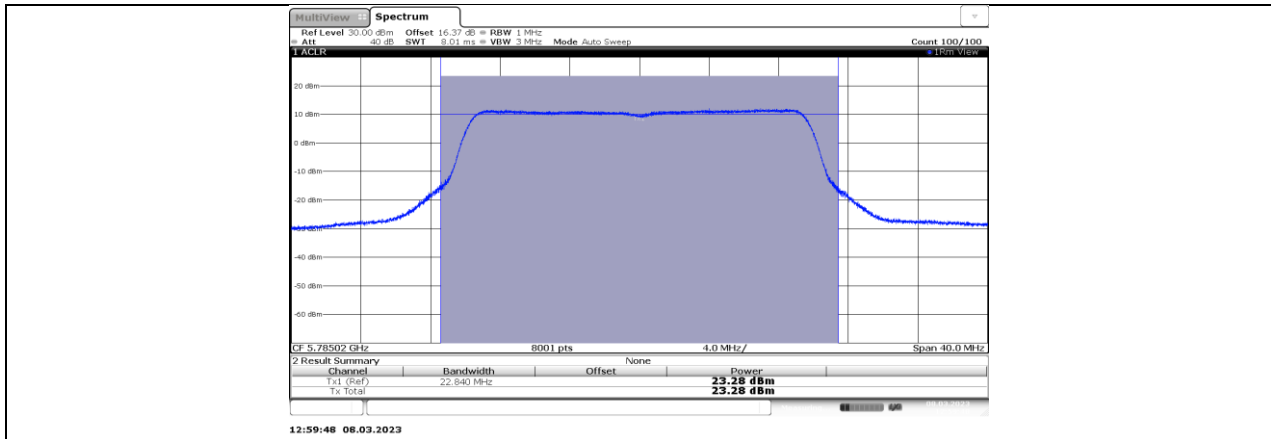 MultiView Spectrum
Ref Level 30.00 dBm Offset 16.37 dB RBW 1 MHz
Att 40 dB SWT 8.01 ms VBW 3 MHz Mode Auto Sweep Count 100/100
1 ACLR 1Rm View
20 dBm
10 dBm
0 dBm
-10 dBm
-20 dBm
-40 dBm
-50 dBm
-60 dBm
CF 5.78502 GHz 8001 pts 4.0 MHz/ Span 40.0 MHz
2 Result Summary None
Channel Bandwidth Offset Power
Tx1 (Ref) 22.840 MHz 23.28 dBm
Tx Total 23.28 dBm
12:59:48 08.03.2023